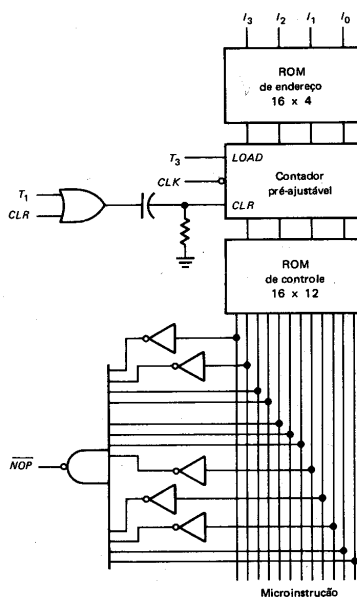 I₃ I₂ I₁ I₀
ROM
de endereço
16 x 4
T₃
LOAD
CLK
Contador
pré-ajustável
T₁
CLR
CLR
ROM
de controle
16 x 12
N̅O̅P̅
Microinstrução